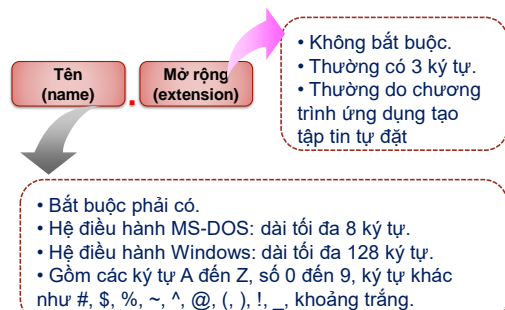 • Không bắt buộc.
• Thường có 3 ký tự.
• Thường do chương
trình ứng dụng tạo
tập tin tự đặt
Tên
(name)
.
Mở rộng
(extension)
• Bắt buộc phải có.
• Hệ điều hành MS-DOS: dài tối đa 8 ký tự.
• Hệ điều hành Windows: dài tối đa 128 ký tự.
• Gồm các ký tự A đến Z, số 0 đến 9, ký tự khác
như #, $, %, ~, ^, @, (, ), !, _, khoảng trắng.